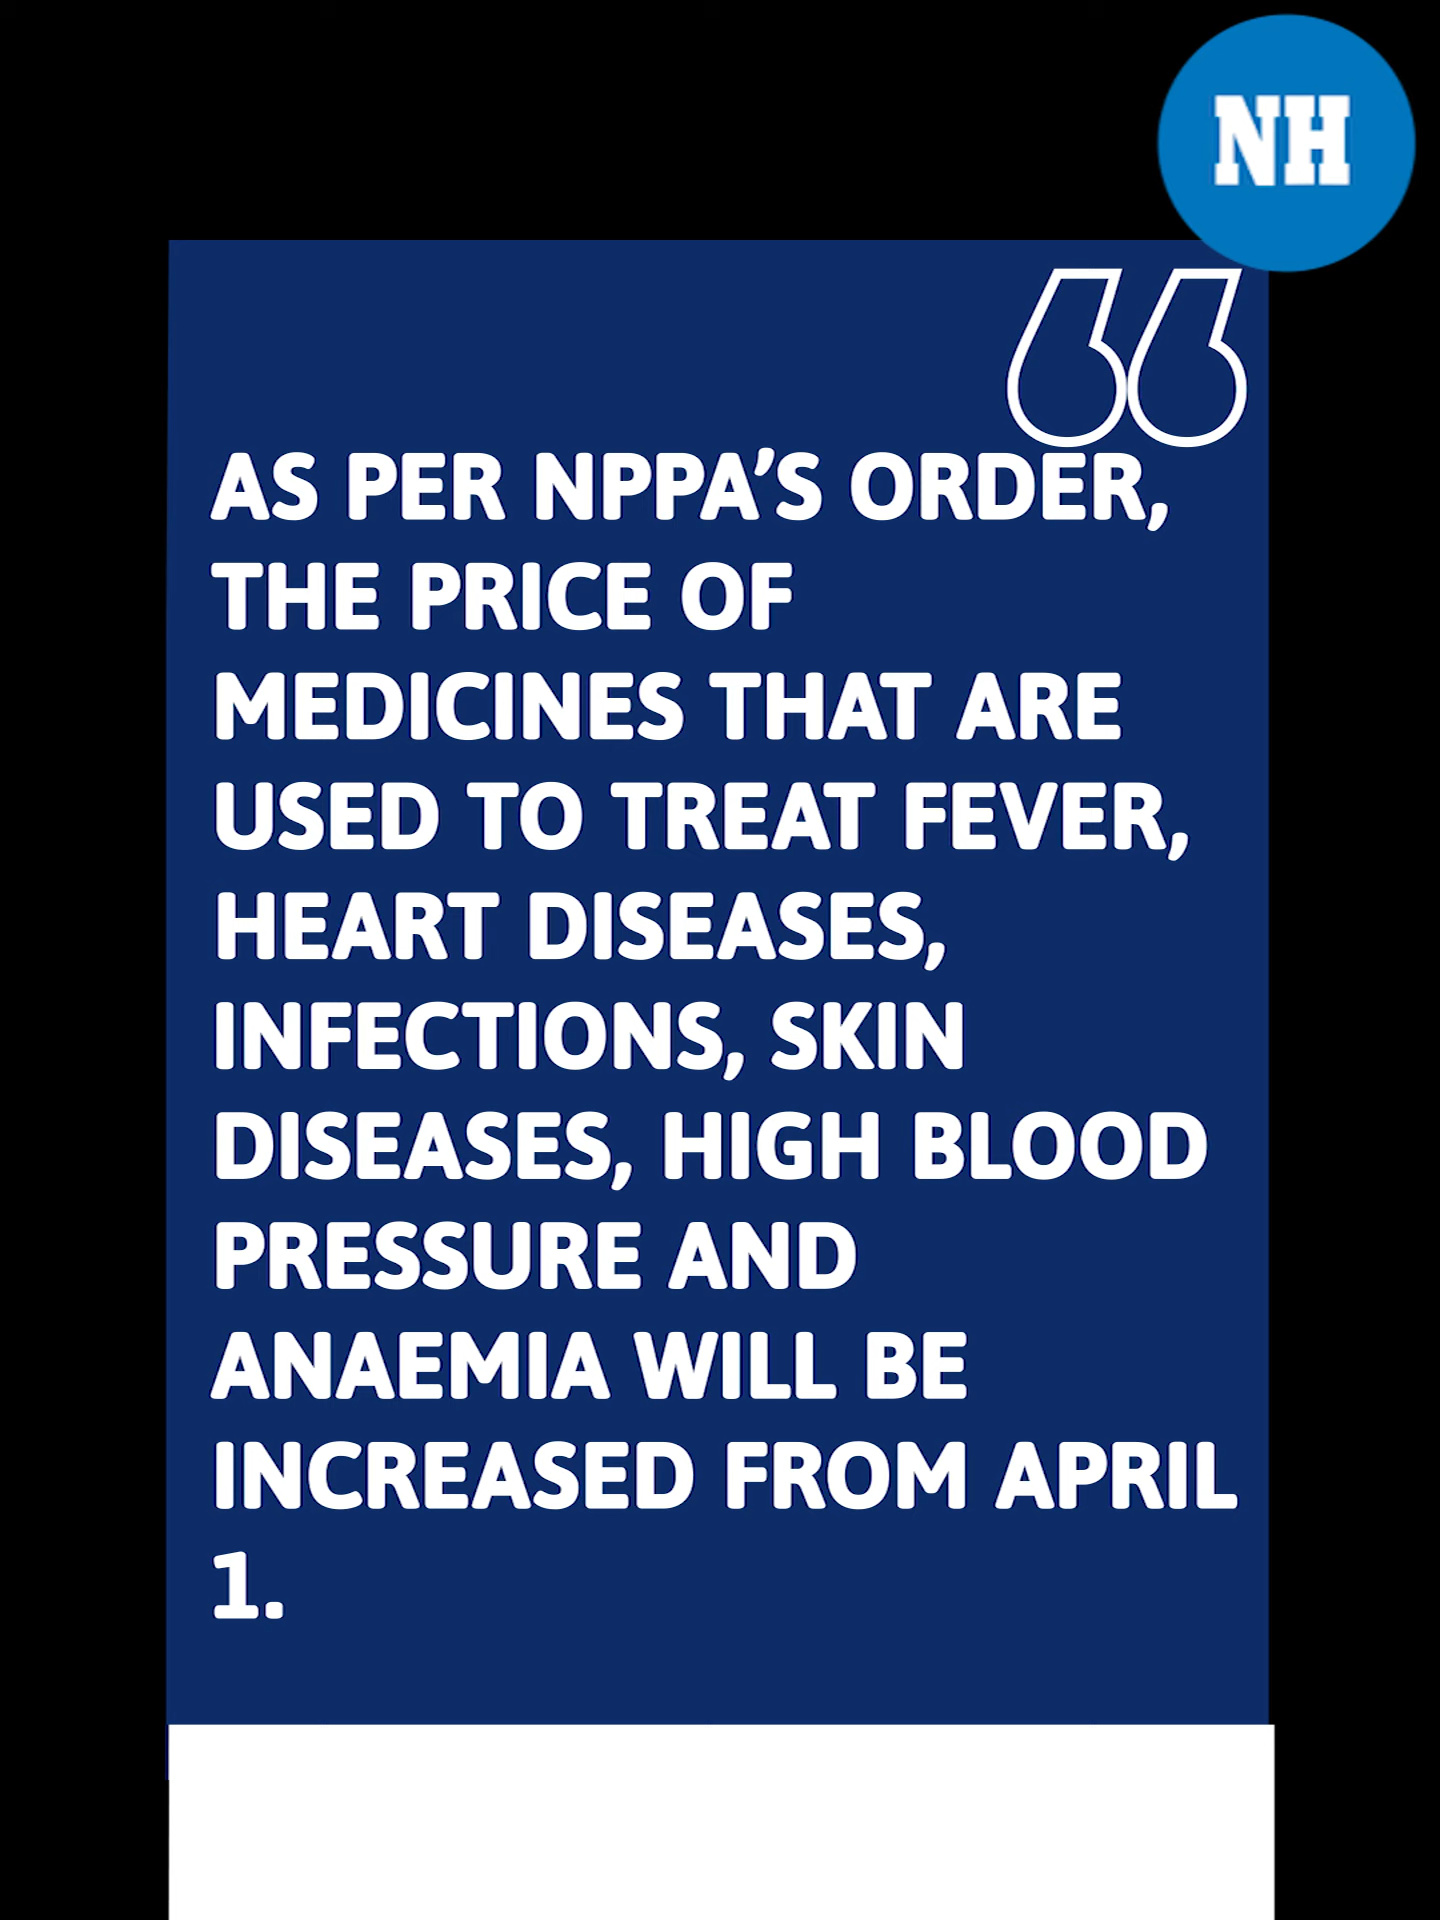 NH
AS PER NPPA’S ORDER,
THE PRICE OF
MEDICINES THAT ARE
USED TO TREAT FEVER,
HEART DISEASES,
INFECTIONS, SKIN
DISEASES, HIGH BLOOD
PRESSURE AND
ANAEMIA WILL BE
INCREASED FROM APRIL
1.